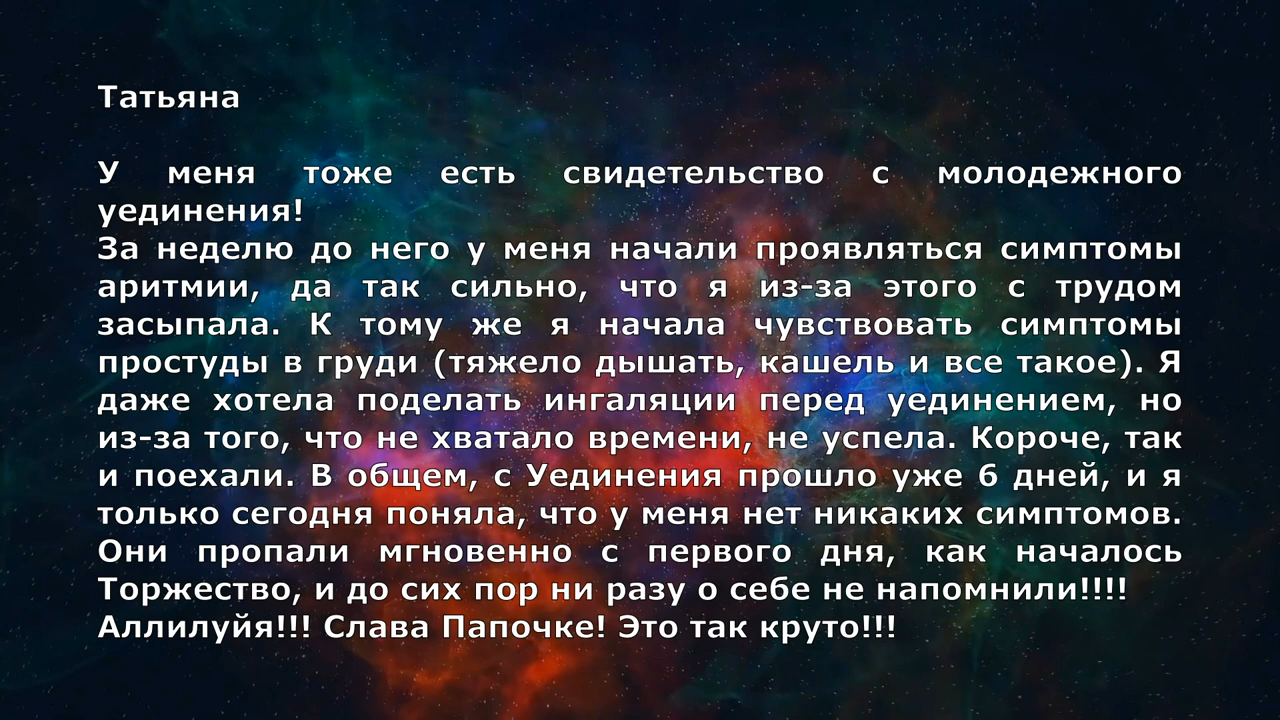 Татьяна
У меня тоже есть свидетельство с молодежного
уединения!
За неделю до него у меня начали проявляться симптомы
аритмии, да так сильно, что я из-за этого с трудом
засыпала. К тому же я начала чувствовать симптомы
простуды в груди (тяжело дышать, кашель и все такое). Я
даже хотела поделать ингаляции перед уединением, но
из-за того, что не хватало времени, не успела. Короче, так
и поехали. В общем, с Уединения прошло уже 6 дней, и я
только сегодня поняла, что у меня нет никаких симптомов.
Они пропали мгновенно с первого дня, как началось
Торжество, и до сих пор ни разу о себе не напомнили!!!!
Аллилуйя!!! Слава Папочке! Это так круто!!!